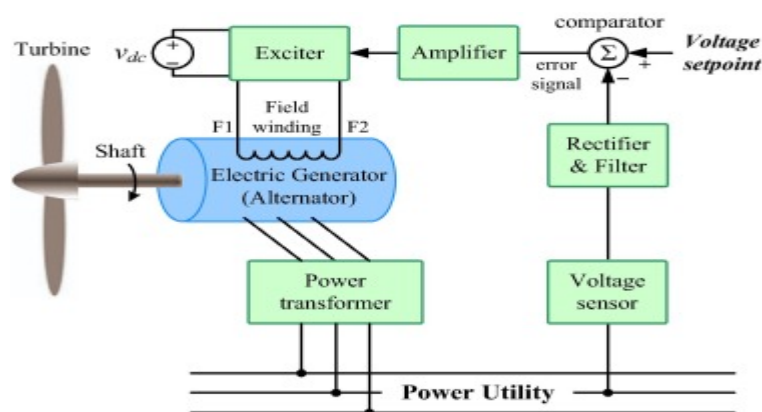 comparator
Turbine
v_dc
+
−
Exciter
Amplifier
Σ
+
−
Voltage
setpoint
error
signal
Field
winding
F1
F2
Shaft
Electric Generator
(Alternator)
Rectifier
& Filter
Power
transformer
Voltage
sensor
Power Utility